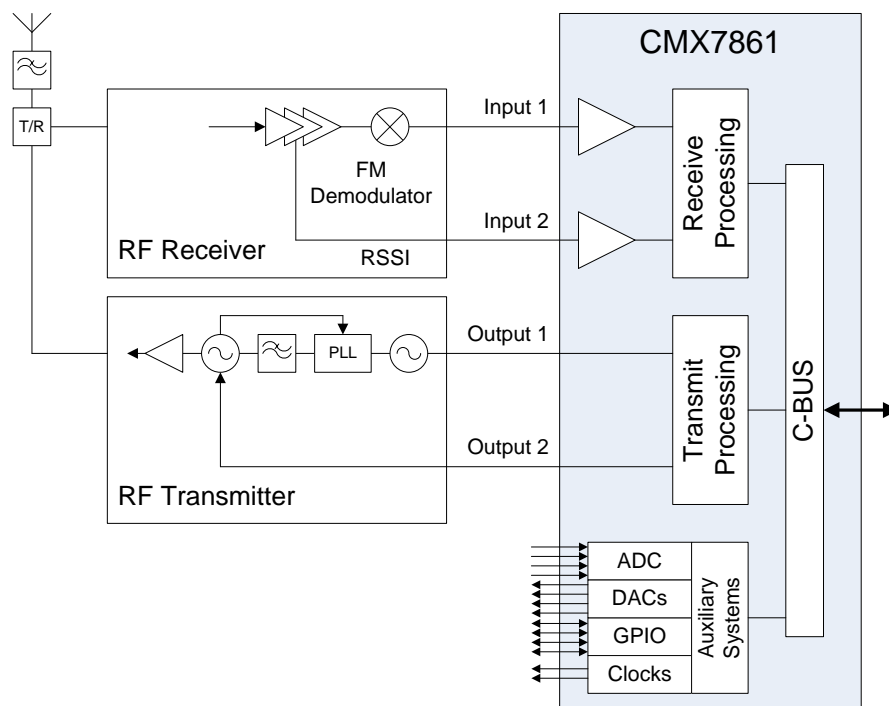 CMX7861
T/R
Input 1
FM
Demodulator
Input 2
RF Receiver
RSSI
Receive
Processing
Output 1
PLL
Output 2
RF Transmitter
Transmit
Processing
C-BUS
ADC
DACs
GPIO
Clocks
Auxiliary
Systems